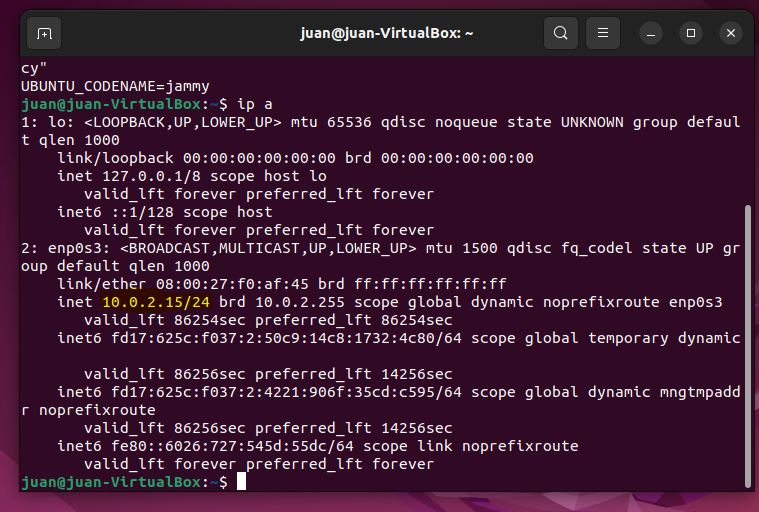 juan@juan-VirtualBox: ~
cy"
UBUNTU_CODENAME=jammy
juan@juan-VirtualBox:~$ ip a
1: lo: <LOOPBACK,UP,LOWER_UP> mtu 65536 qdisc noqueue state UNKNOWN group defaul
t qlen 1000
    link/loopback 00:00:00:00:00:00 brd 00:00:00:00:00:00
    inet 127.0.0.1/8 scope host lo
       valid_lft forever preferred_lft forever
    inet6 ::1/128 scope host
       valid_lft forever preferred_lft forever
2: enp0s3: <BROADCAST,MULTICAST,UP,LOWER_UP> mtu 1500 qdisc fq_codel state UP gr
oup default qlen 1000
    link/ether 08:00:27:f0:af:45 brd ff:ff:ff:ff:ff:ff
    inet 10.0.2.15/24 brd 10.0.2.255 scope global dynamic noprefixroute enp0s3
       valid_lft 86254sec preferred_lft 86254sec
    inet6 fd17:625c:f037:2:50c9:14c8:1732:4c80/64 scope global temporary dynamic
       valid_lft 86256sec preferred_lft 14256sec
    inet6 fd17:625c:f037:2:4221:906f:35cd:c595/64 scope global dynamic mngtmpadd
r noprefixroute
       valid_lft 86256sec preferred_lft 14256sec
    inet6 fe80::6026:727:545d:55dc/64 scope link noprefixroute
       valid_lft forever preferred_lft forever
juan@juan-VirtualBox:~$